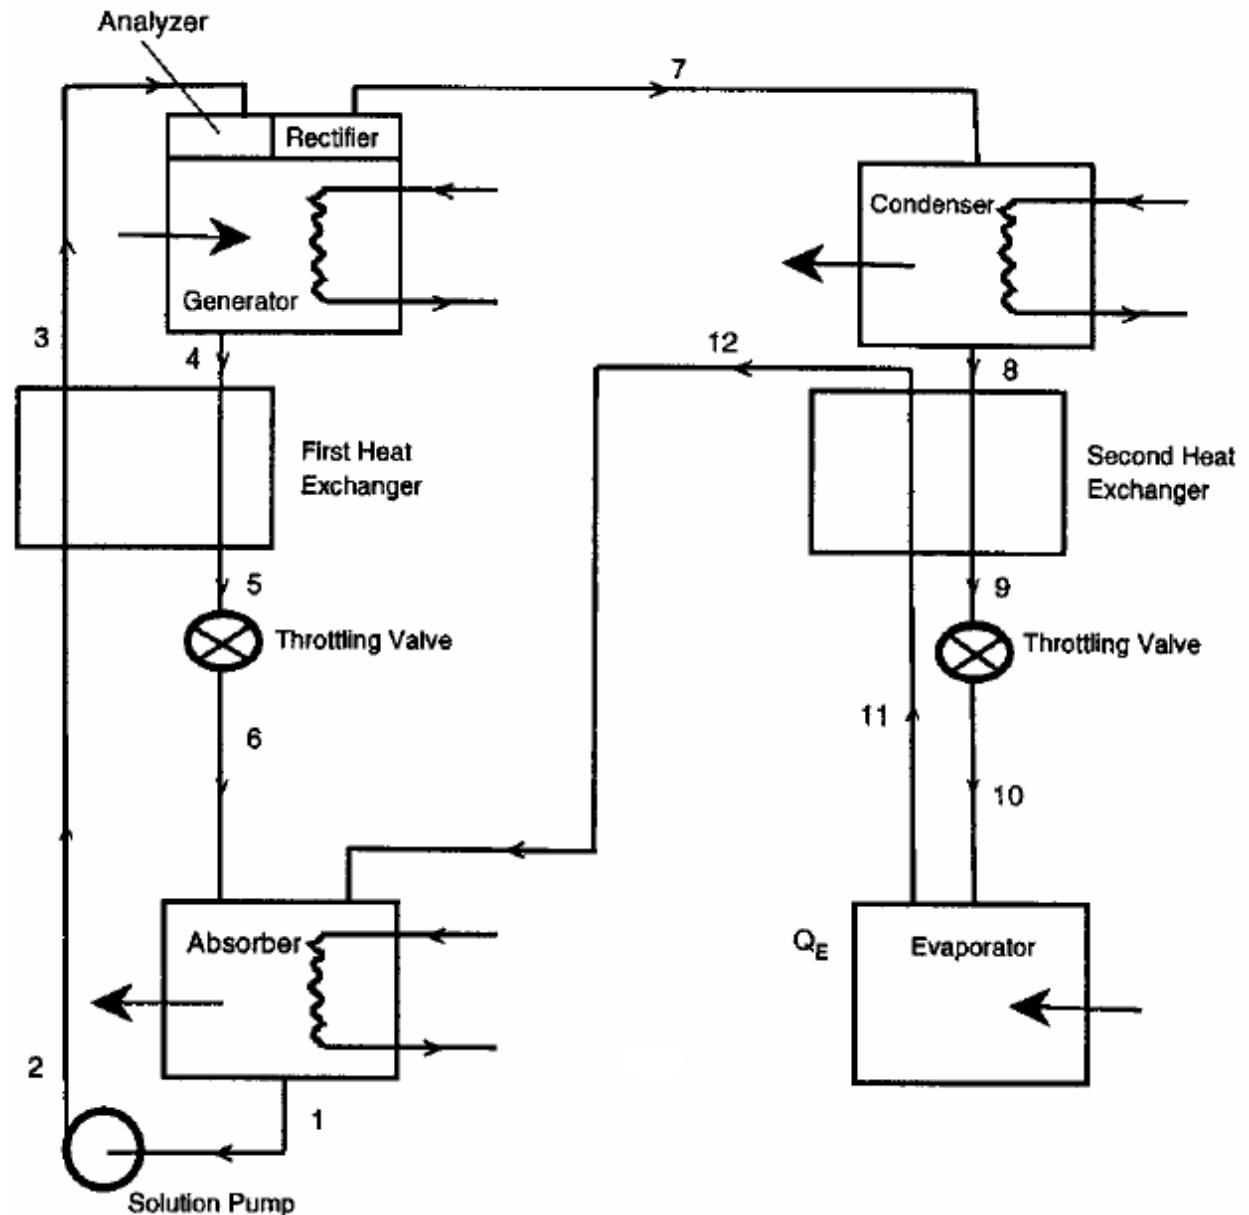 Analyzer
7
Rectifier
Condenser
Generator
3
4
12
8
First Heat
Exchanger
Second Heat
Exchanger
5
9
Throttling Valve
Throttling Valve
6
11
10
Absorber
QE
Evaporator
2
1
Solution Pump